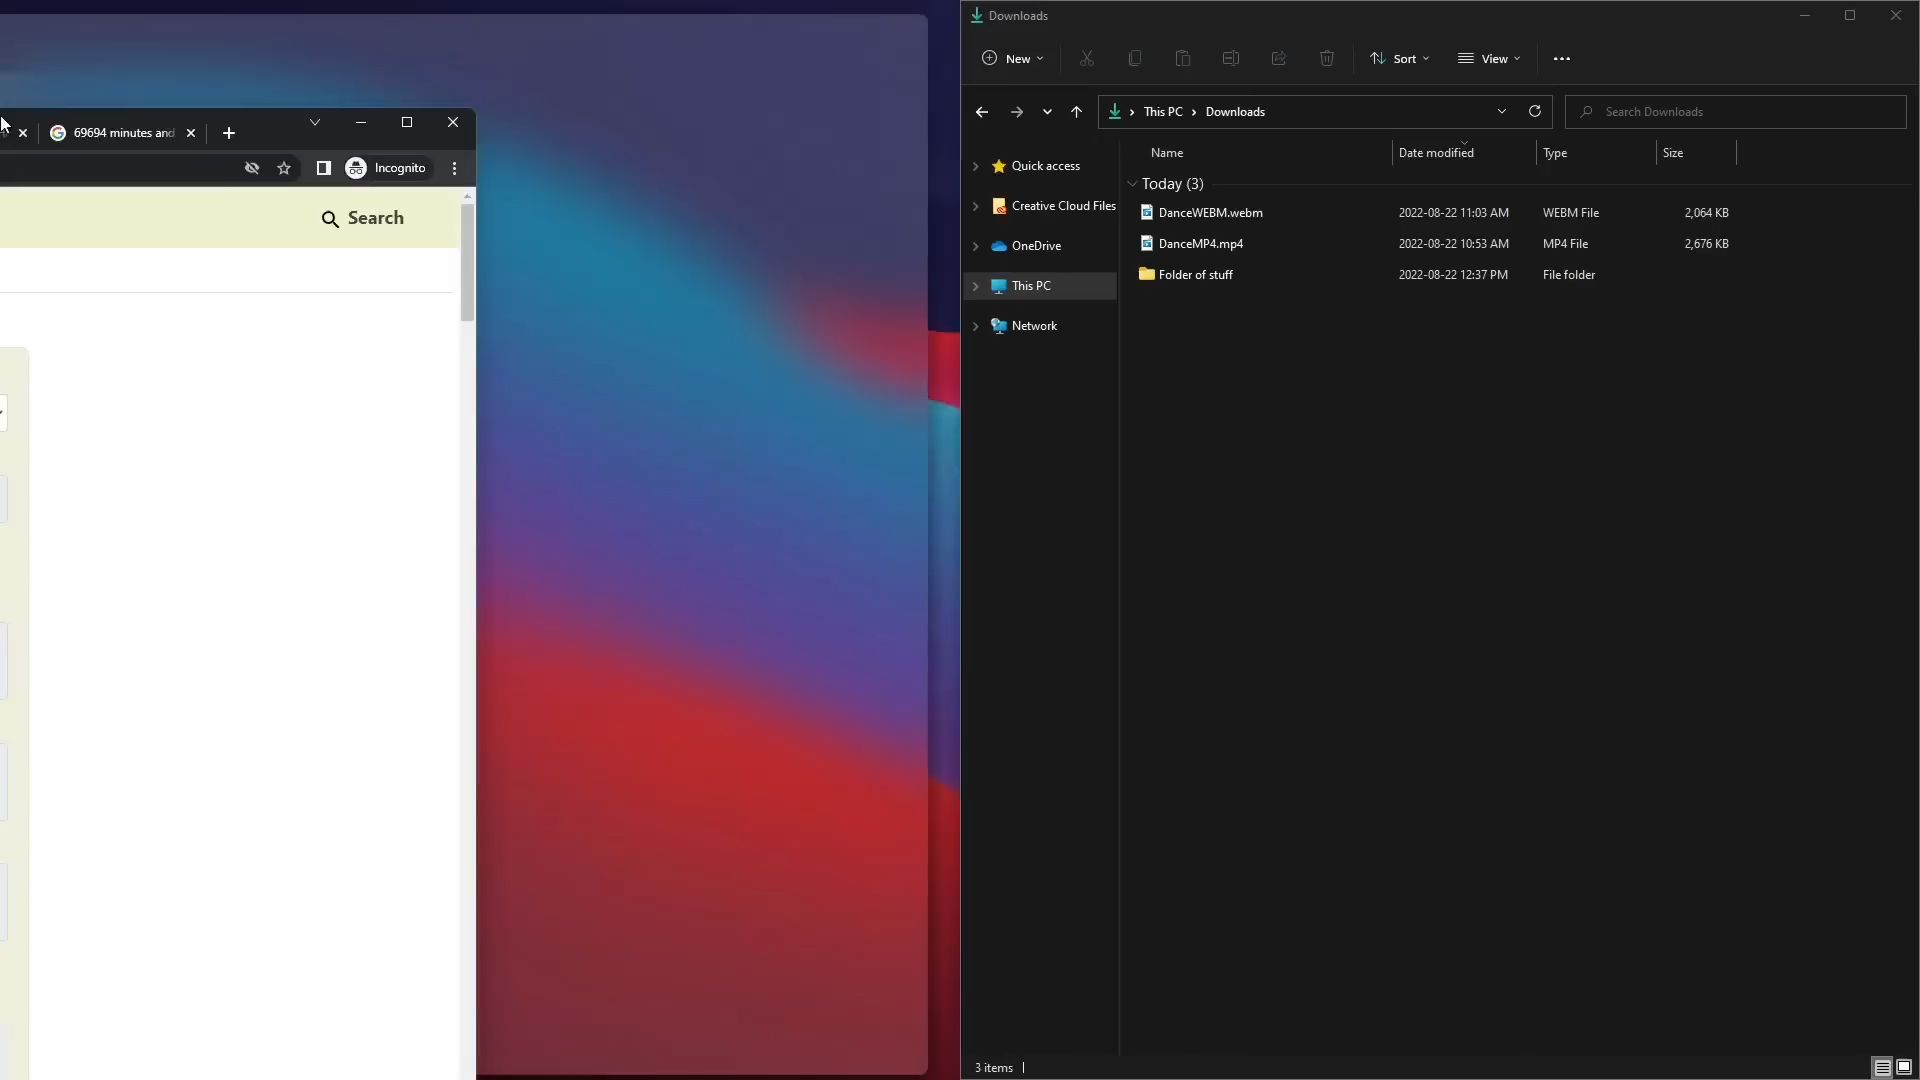 69694 minutes and
Incognito
Search
Downloads
New
Sort
View
This PC
Downloads
Search Downloads
Name
Date modified
Type
Size
Quick access
Creative Cloud Files
OneDrive
This PC
Network
Today (3)
DanceWEBM.webm
2022-08-22 11:03 AM
WEBM File
2,064 KB
DanceMP4.mp4
2022-08-22 10:53 AM
MP4 File
2,676 KB
Folder of stuff
2022-08-22 12:37 PM
File folder
3 items